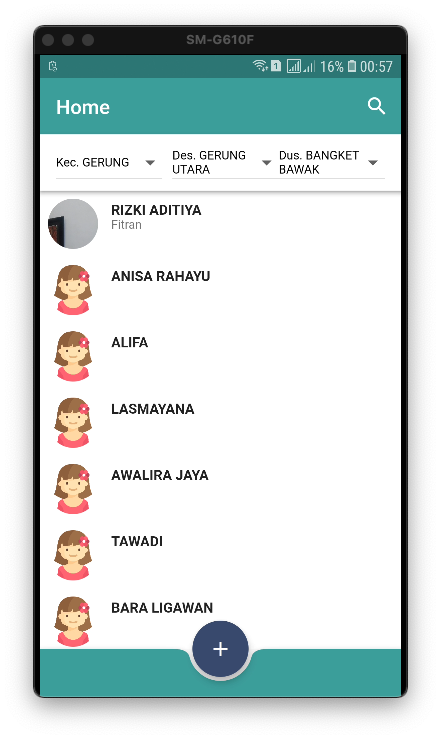 SM-G610F
1 16% 00:57
Home
Kec. GERUNG
Des. GERUNG
UTARA
Dus. BANGKET
BAWAK
RIZKI ADITIYA
Fitran
ANISA RAHAYU
ALIFA
LASMAYANA
AWALIRA JAYA
TAWADI
BARA LIGAWAN
+